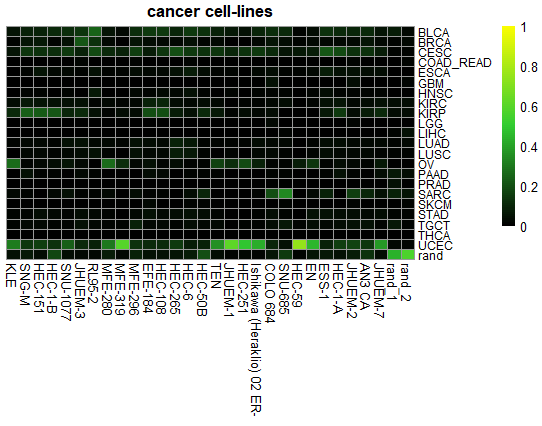 cancer cell-lines
1
0.8
0.6
0.4
0.2
0
BLCA
BRCA
CESC
COAD_READ
ESCA
GBM
HNSC
KIRC
KIRP
LGG
LIHC
LUAD
LUSC
OV
PAAD
PRAD
SARC
SKCM
STAD
TGCT
THCA
UCEC
rand
KLE
SNG-M
HEC-151
HEC-1-B
SNU-1077
JHUEM-3
RL95-2
MFE-280
MFE-319
MFE-296
EFE-184
HEC-108
HEC-265
HEC-6
HEC-50B
TEN
JHUEM-1
HEC-251
Ishikawa (Heraklio) 02 ER-
COLO 684
SNU-685
HEC-59
EN
ESS-1
HEC-1-A
JHUEM-2
AN3 CA
JHUEM-7
rand_1
rand_2